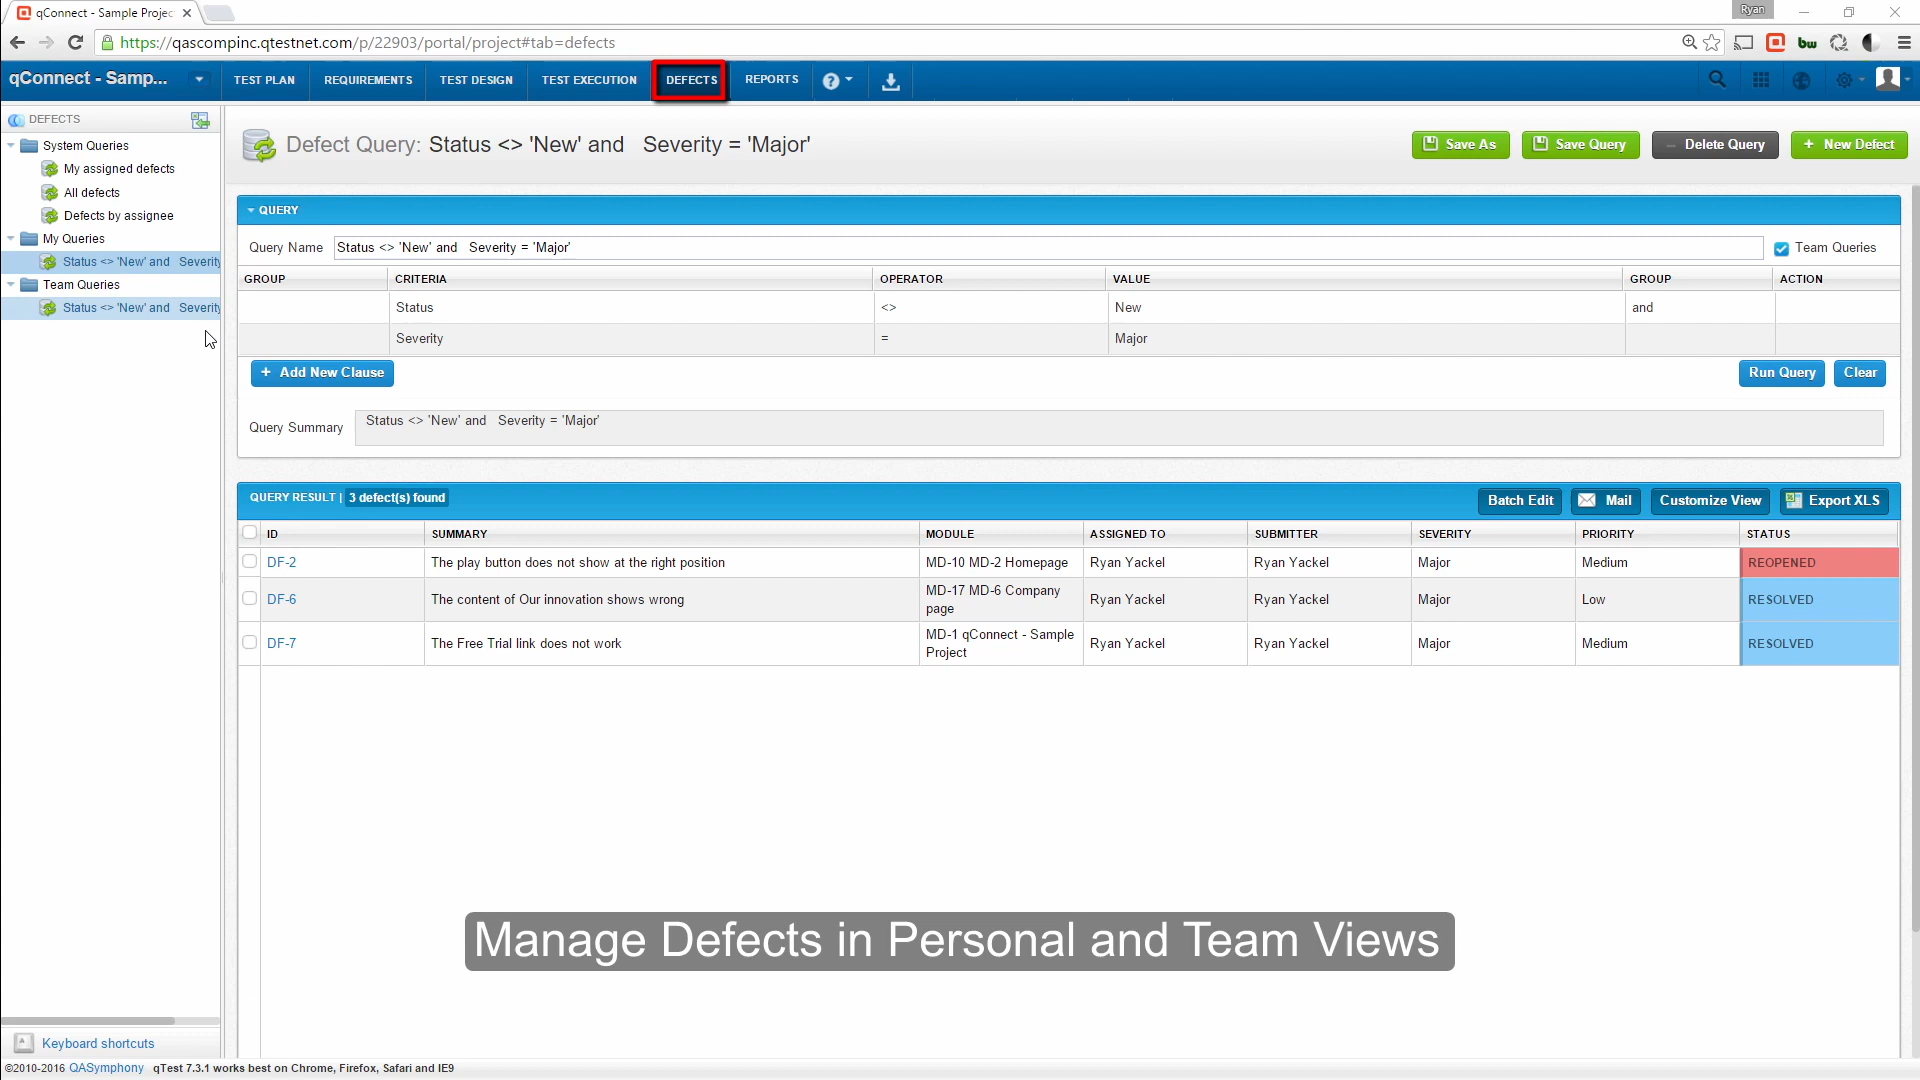 qConnect - Sample Projec
Ryan
https://qascompinc.qtestnet.com/p/22903/portal/project#tab=defects
bw
qConnect - Samp...
TEST PLAN
REQUIREMENTS
TEST DESIGN
TEST EXECUTION
DEFECTS
REPORTS
DEFECTS
System Queries
My assigned defects
All defects
Defects by assignee
My Queries
Status <> 'New' and   Severity
Team Queries
Status <> 'New' and   Severity
Defect Query: Status <> 'New' and   Severity = 'Major'
Save As
Save Query
Delete Query
+ New Defect
QUERY
Query Name Status <> 'New' and   Severity = 'Major'
Team Queries
GROUP CRITERIA OPERATOR VALUE GROUP ACTION
Status <> New and
Severity = Major
+ Add New Clause
Run Query
Clear
Query Summary Status <> 'New' and   Severity = 'Major'
QUERY RESULT | 3 defect(s) found
Batch Edit
Mail
Customize View
Export XLS
ID SUMMARY MODULE ASSIGNED TO SUBMITTER SEVERITY PRIORITY STATUS
DF-2 The play button does not show at the right position MD-10 MD-2 Homepage Ryan Yackel Ryan Yackel Major Medium REOPENED
DF-6 The content of Our innovation shows wrong MD-17 MD-6 Company page Ryan Yackel Ryan Yackel Major Low RESOLVED
DF-7 The Free Trial link does not work MD-1 qConnect - Sample Project Ryan Yackel Ryan Yackel Major Medium RESOLVED
Manage Defects in Personal and Team Views
Keyboard shortcuts
©2010-2016 QASymphony qTest 7.3.1 works best on Chrome, Firefox, Safari and IE9